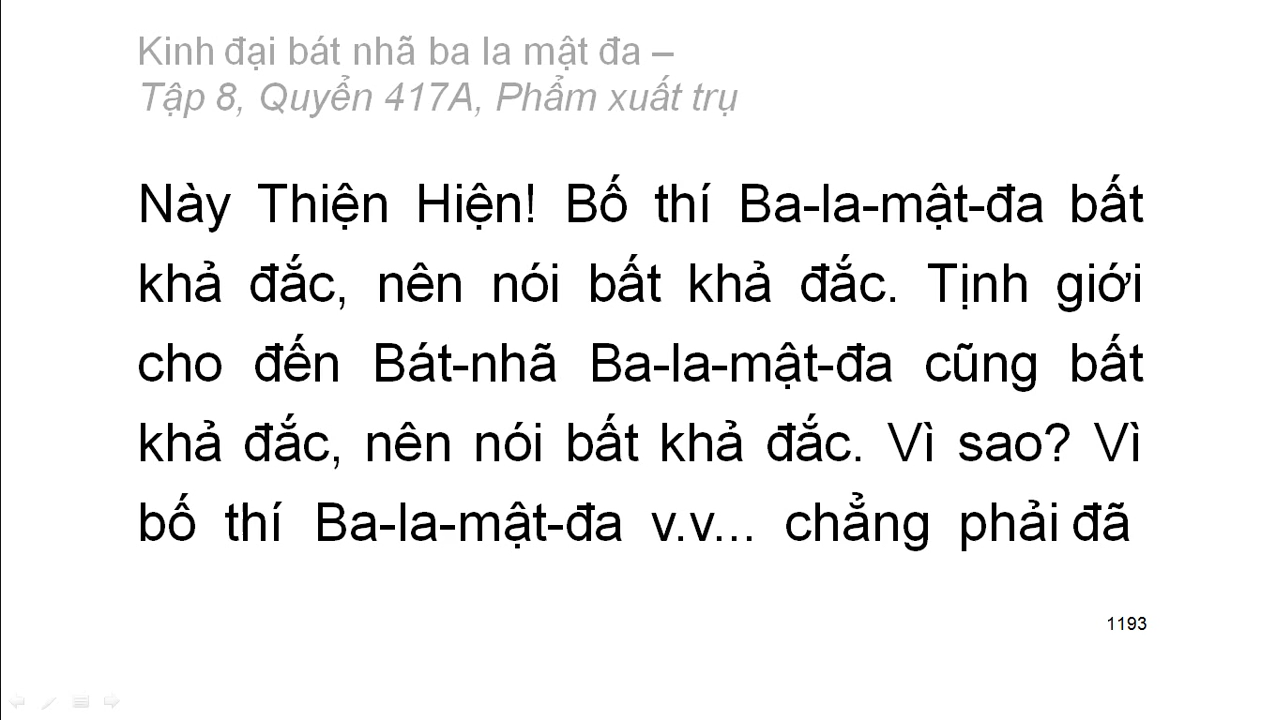 Kinh đại bát nhã ba la mật đa –
Tập 8, Quyển 417A, Phẩm xuất trụ
Này Thiện Hiện! Bố thí Ba-la-mật-đa bất
khả đắc, nên nói bất khả đắc. Tịnh giới
cho đến Bát-nhã Ba-la-mật-đa cũng bất
khả đắc, nên nói bất khả đắc. Vì sao? Vì
bố thí Ba-la-mật-đa v.v... chẳng phải đã
1193